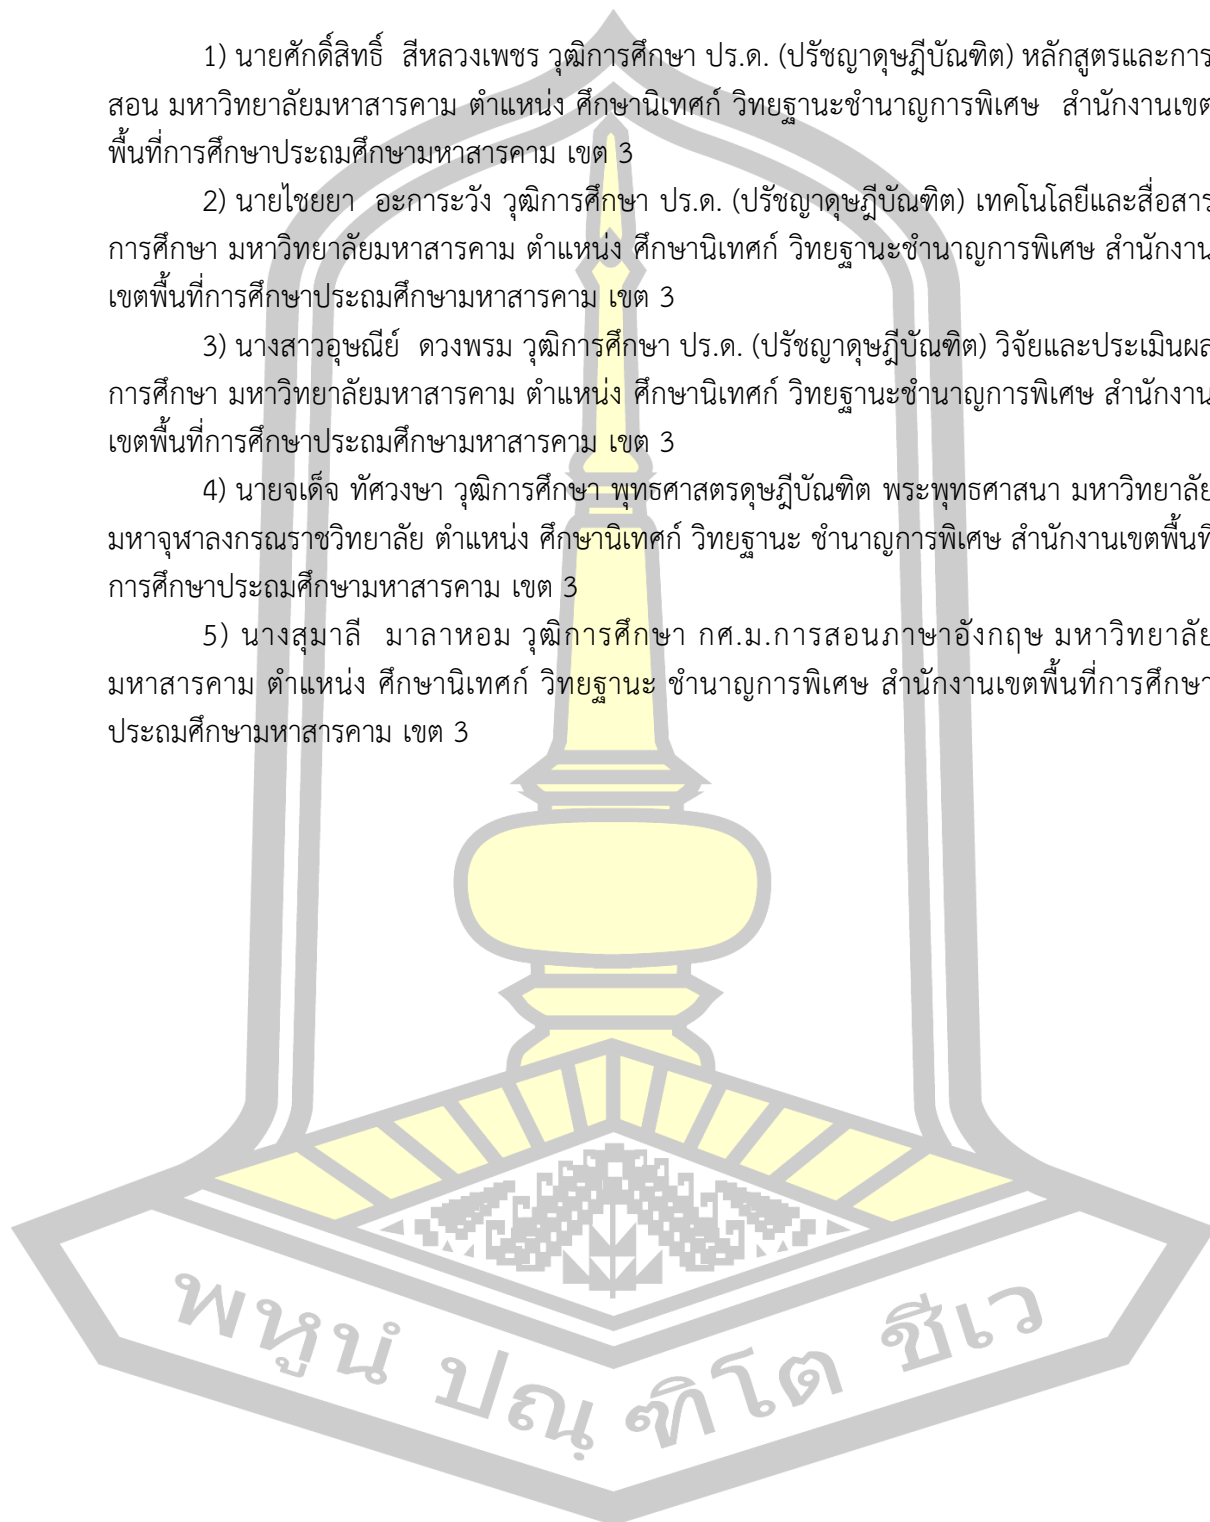 1) นายศักดิ์สิทธิ์  สีหลวงเพชร วุฒิการศึกษา ปร.ด. (ปรัชญาดุษฎีบัณฑิต) หลักสูตรและการ
สอน มหาวิทยาลัยมหาสารคาม ตำแหน่ง ศึกษานิเทศก์ วิทยฐานะชำนาญการพิเศษ  สำนักงานเขต
พื้นที่การศึกษาประถมศึกษามหาสารคาม เขต 3
2) นายไชยยา  อะการะวัง วุฒิการศึกษา ปร.ด. (ปรัชญาดุษฎีบัณฑิต) เทคโนโลยีและสื่อสาร
การศึกษา มหาวิทยาลัยมหาสารคาม ตำแหน่ง ศึกษานิเทศก์ วิทยฐานะชำนาญการพิเศษ สำนักงาน
เขตพื้นที่การศึกษาประถมศึกษามหาสารคาม เขต 3
3) นางสาวอุษณีย์  ดวงพรม วุฒิการศึกษา ปร.ด. (ปรัชญาดุษฎีบัณฑิต) วิจัยและประเมินผล
การศึกษา มหาวิทยาลัยมหาสารคาม ตำแหน่ง ศึกษานิเทศก์ วิทยฐานะชำนาญการพิเศษ สำนักงาน
เขตพื้นที่การศึกษาประถมศึกษามหาสารคาม เขต 3
4) นายจเด็จ ทัศวงษา วุฒิการศึกษา พุทธศาสตรดุษฎีบัณฑิต พระพุทธศาสนา มหาวิทยาลัย
มหาจุฬาลงกรณราชวิทยาลัย ตำแหน่ง ศึกษานิเทศก์ วิทยฐานะ ชำนาญการพิเศษ สำนักงานเขตพื้นที่
การศึกษาประถมศึกษามหาสารคาม เขต 3
5) นางสุมาลี  มาลาหอม วุฒิการศึกษา กศ.ม.การสอนภาษาอังกฤษ มหาวิทยาลัย
มหาสารคาม ตำแหน่ง ศึกษานิเทศก์ วิทยฐานะ ชำนาญการพิเศษ สำนักงานเขตพื้นที่การศึกษา
ประถมศึกษามหาสารคาม เขต 3
พหูนํ ปณฺฑิโต ชีเว